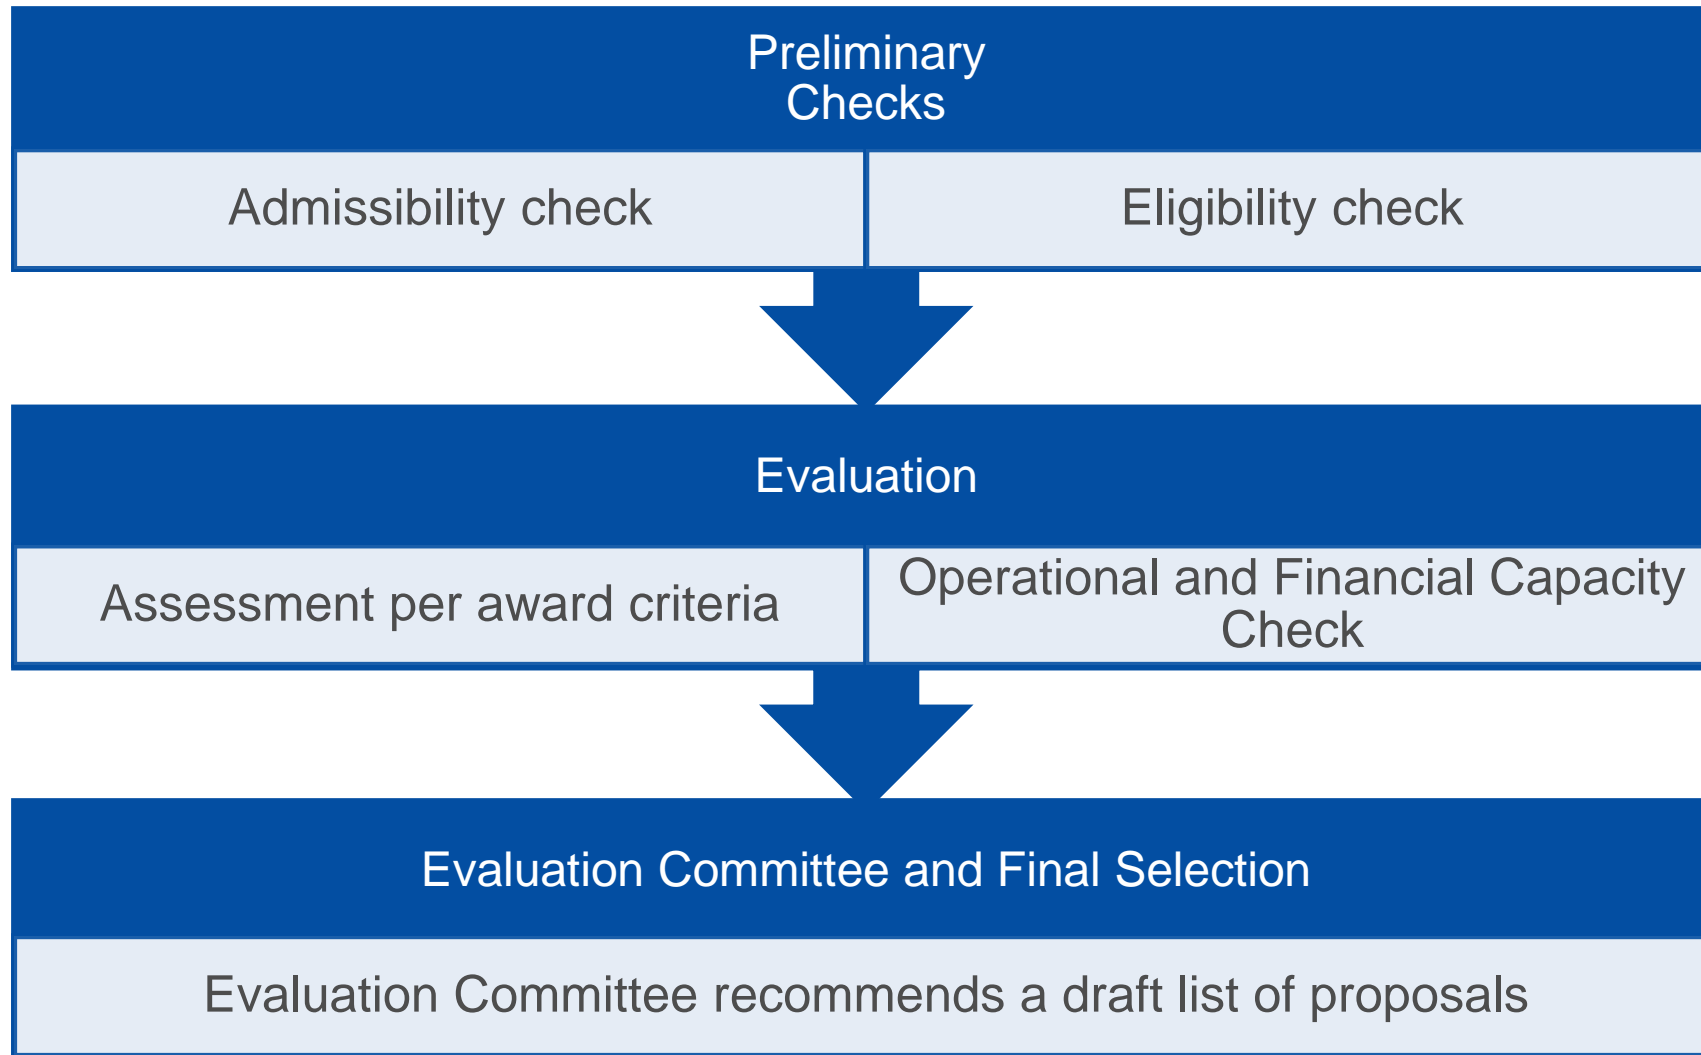 Preliminary
Checks
Admissibility check
Eligibility check
Evaluation
Assessment per award criteria
Operational and Financial Capacity
Check
Evaluation Committee and Final Selection
Evaluation Committee recommends a draft list of proposals